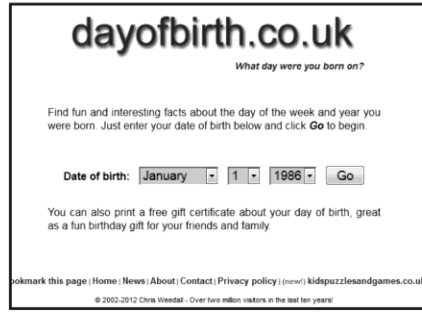 dayofbirth.co.uk
What day were you born on?
Find fun and interesting facts about the day of the week and year you
were born. Just enter your date of birth below and click Go to begin.
Date of birth: January 1 1986 Go
You can also print a free gift certificate about your day of birth, great
as a fun birthday gift for your friends and family.
ookmark this page | Home | News | About | Contact | Privacy policy | (new!) kidspuzzlesandgames.co.u
© 2002-2012 Chris Weedall - Over two million visitors in the last ten years!